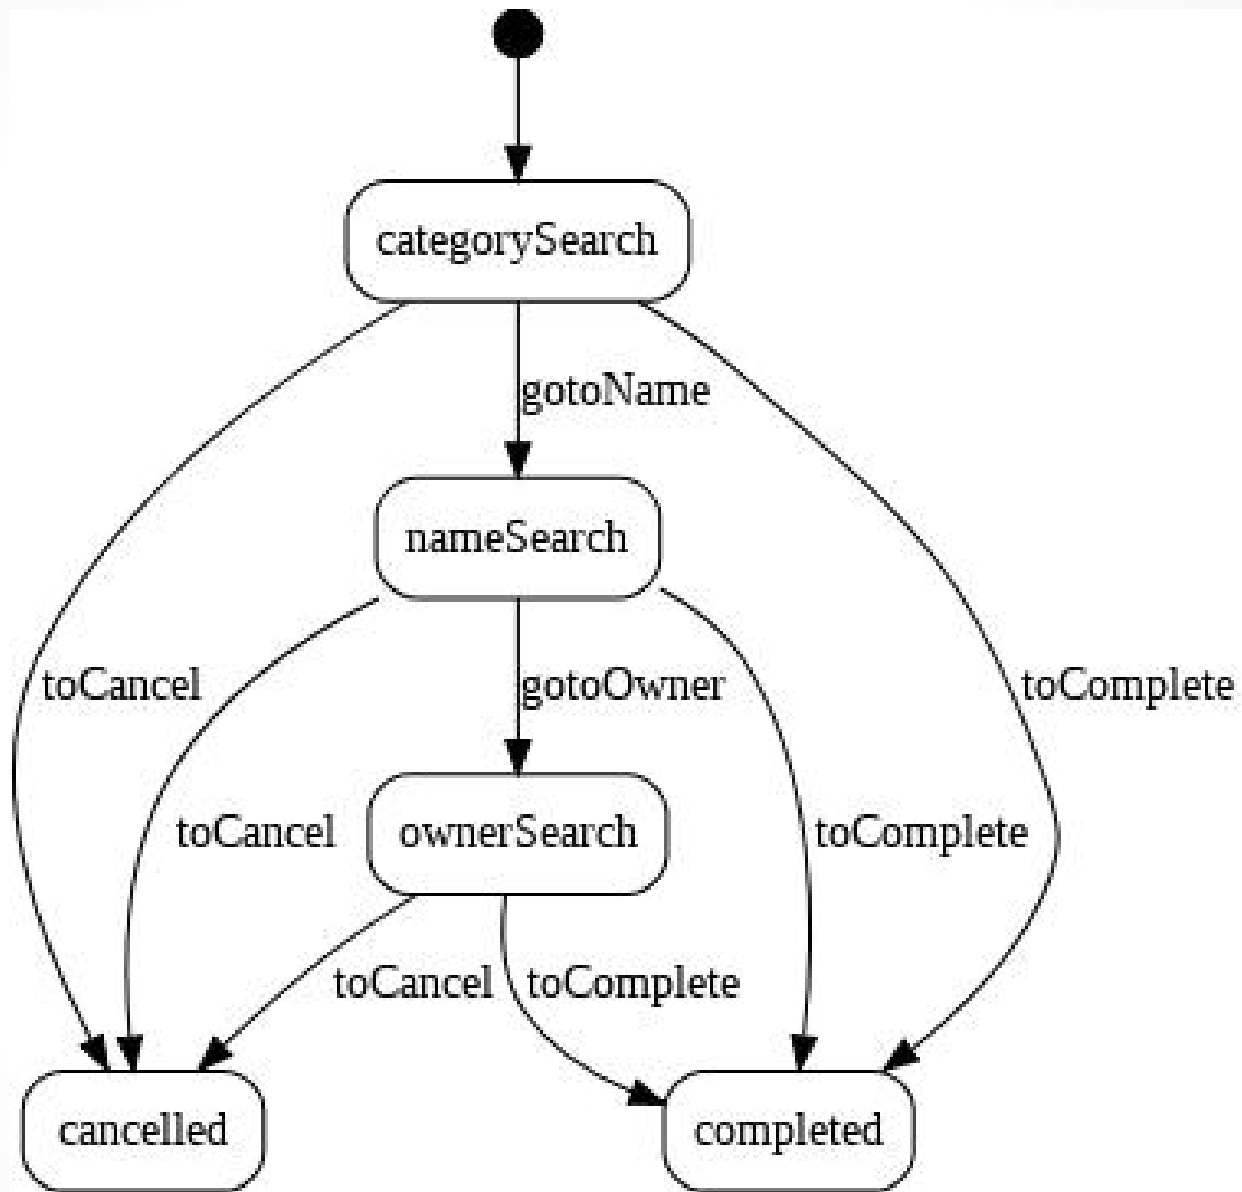 categorySearch
gotoName
nameSearch
toCancel
gotoOwner
toComplete
toCancel
ownerSearch
toComplete
toCancel
toComplete
cancelled
completed